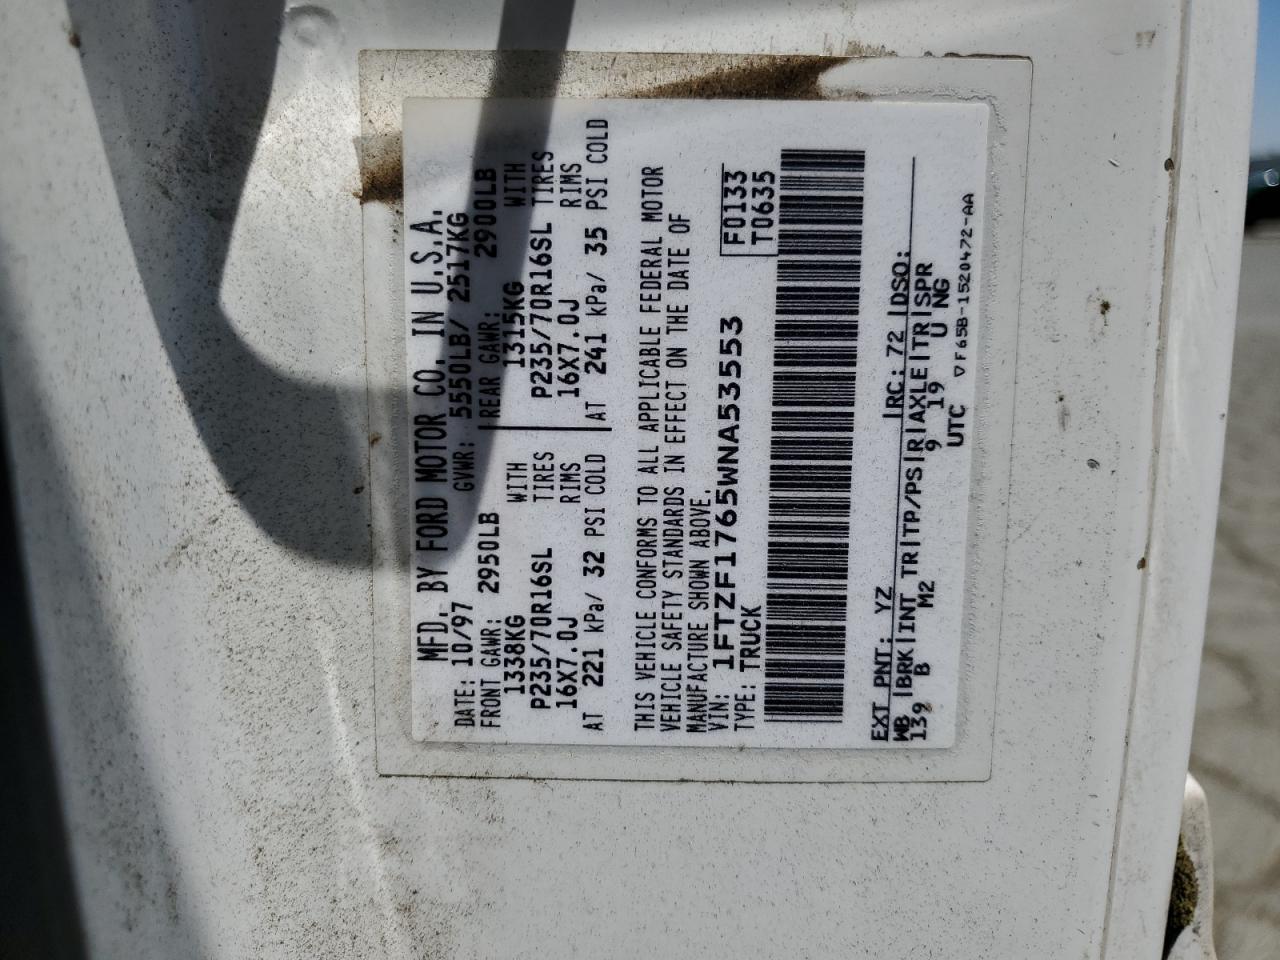 MFD. BY FORD MOTOR CO. IN U.S.A.
DATE: 10/97 GVWR: 5550LB/ 2517KG
FRONT GAWR: 2950LB REAR GAWR: 2900LB
1338KG WITH 1315KG WITH
P235/70R16SL TIRES P235/70R16SL TIRES
16X7.0J RIMS 16X7.0J RIMS
AT 221 kPa/ 32 PSI COLD AT 241 kPa/ 35 PSI COLD
THIS VEHICLE CONFORMS TO ALL APPLICABLE FEDERAL MOTOR
VEHICLE SAFETY STANDARDS IN EFFECT ON THE DATE OF
MANUFACTURE SHOWN ABOVE.
VIN: 1FTZF1765WNA53553 F0133
TYPE: TRUCK T0635
EXT PNT: YZ RC: 72 DSO:
WB BRK INT TR TP/PS R AXLE TR SPR
139 B M2 9 19 U NG
UTC ▽F65B-1520472-AA